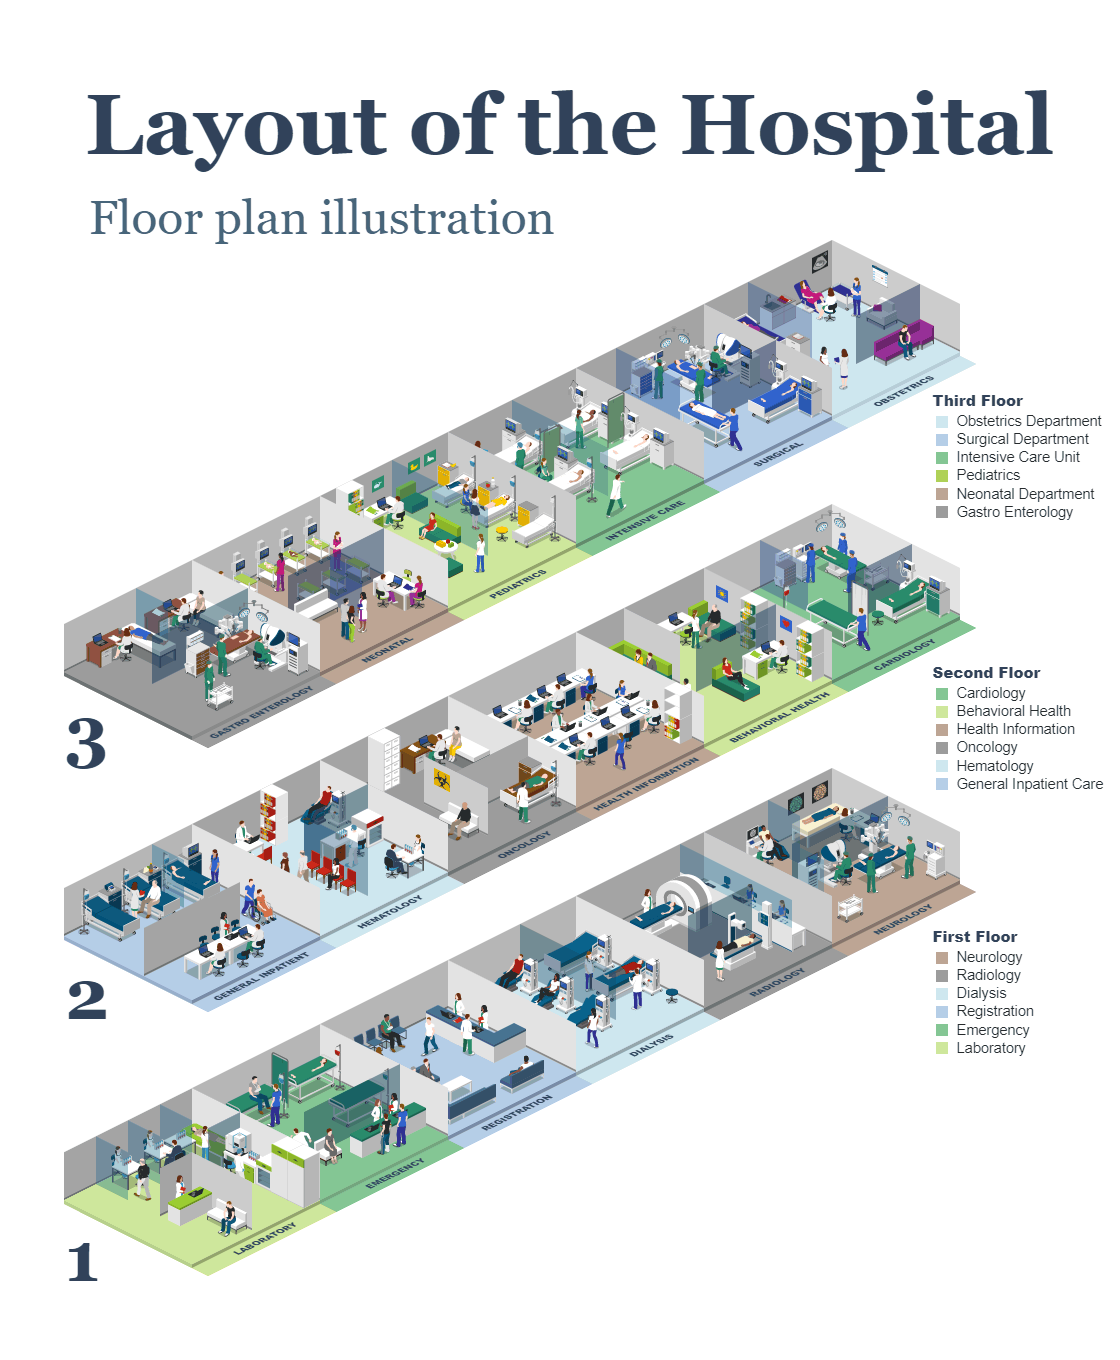 Layout of the Hospital
Floor plan illustration
OBSTETRICS
SURGICAL
INTENSIVE CARE
PEDIATRICS
NEONATAL
GASTRO ENTEROLOGY
3
Third Floor
Obstetrics Department
Surgical Department
Intensive Care Unit
Pediatrics
Neonatal Department
Gastro Enterology
CARDIOLOGY
BEHAVIORAL HEALTH
HEALTH INFORMATION
ONCOLOGY
HEMATOLOGY
GENERAL INPATIENT
2
Second Floor
Cardiology
Behavioral Health
Health Information
Oncology
Hematology
General Inpatient Care
NEUROLOGY
RADIOLOGY
DIALYSIS
REGISTRATION
EMERGENCY
LABORATORY
1
First Floor
Neurology
Radiology
Dialysis
Registration
Emergency
Laboratory